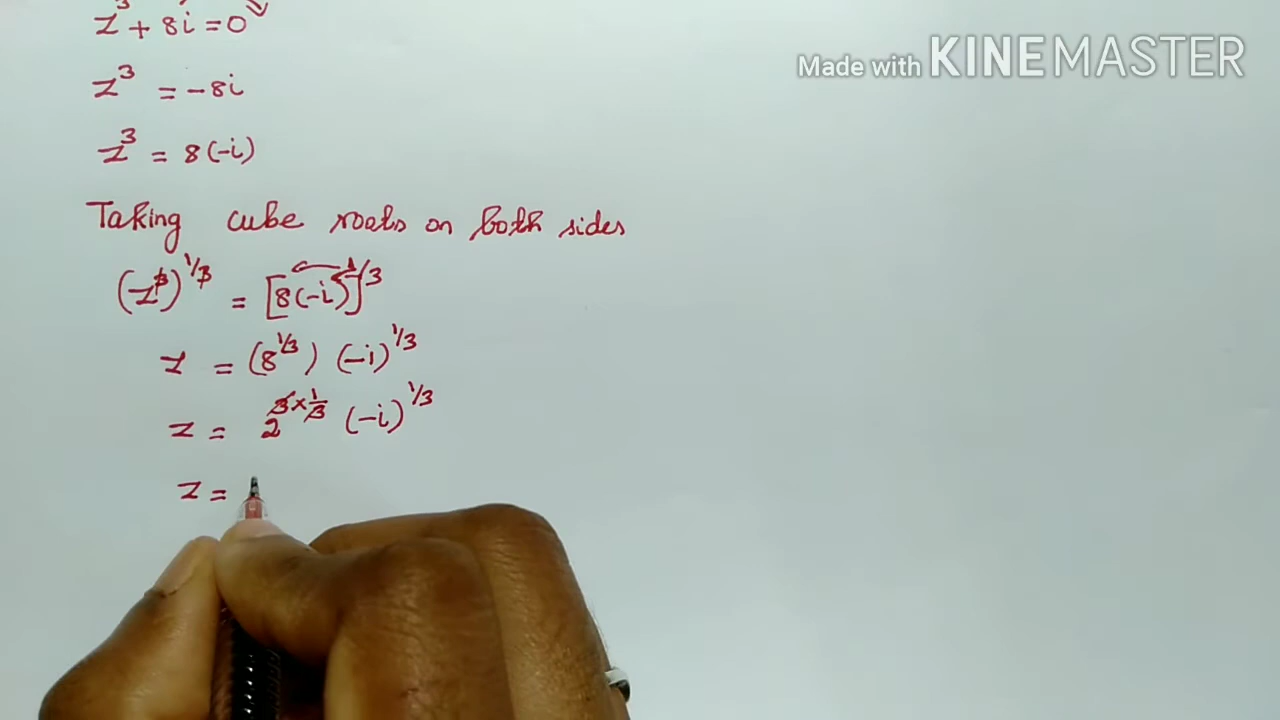 z³ + 8i = 0
Made with KINEMASTER
z³ = -8i
z³ = 8(-i)
Taking cube roots on both sides
(z³)^1/3 = [8(-i)]^1/3
z = (8^1/3) (-i)^1/3
z = 2^3×1/3 (-i)^1/3
z =